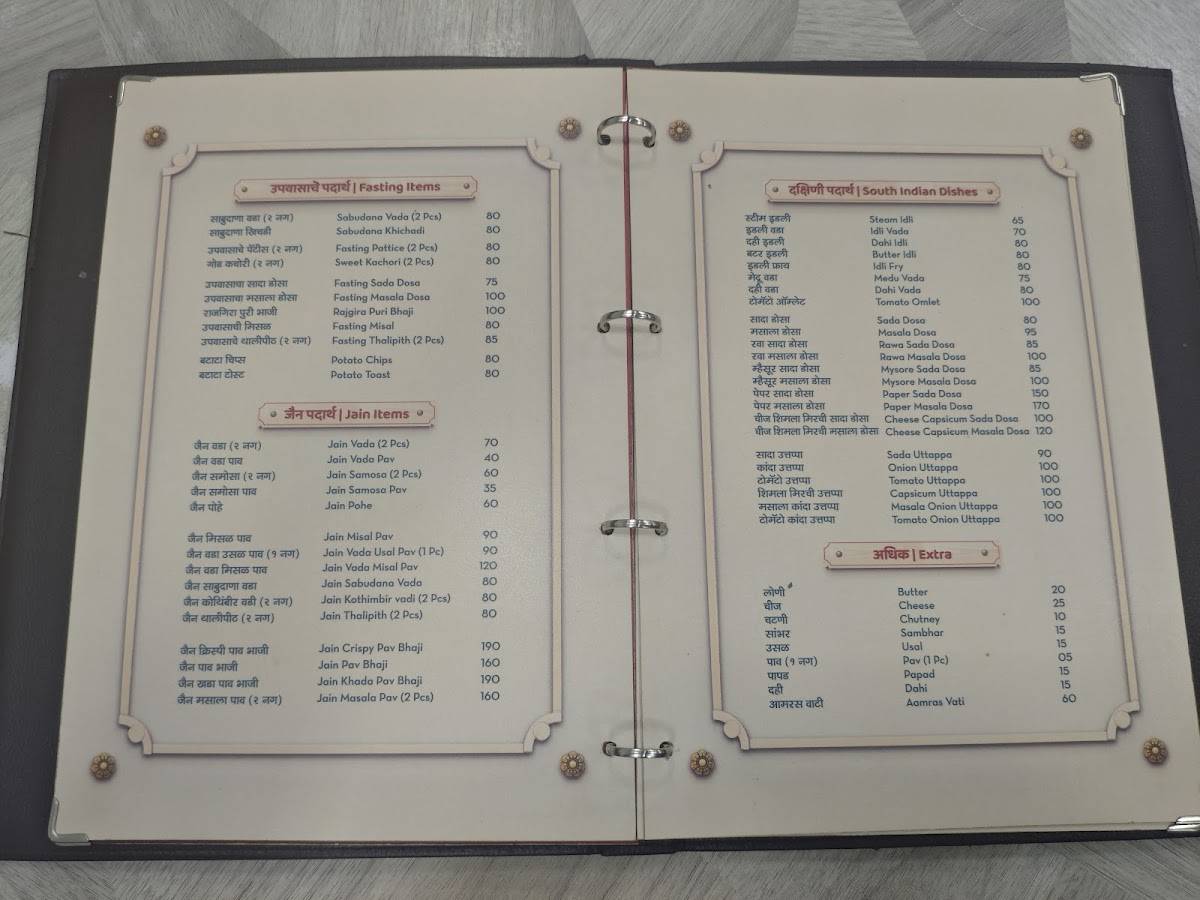 उपवासाचे पदार्थ | Fasting Items
साबुदाणा वडा (२ नग) Sabudana Vada (2 Pcs) 80
साबुदाणा खिचडी Sabudana Khichadi 80
उपवासाचे पॅटीस (२ नग) Fasting Pattice (2 Pcs) 80
गोड कचोरी (२ नग) Sweet Kachori (2 Pcs) 80
उपवासाचा सादा डोसा Fasting Sada Dosa 75
उपवासाचा मसाला डोसा Fasting Masala Dosa 100
राजगिरा पुरी भाजी Rajgira Puri Bhaji 100
उपवासाची मिसळ Fasting Misal 80
उपवासाचे थालीपीठ (२ नग) Fasting Thalipith (2 Pcs) 85
बटाटा चिप्स Potato Chips 80
बटाटा टोस्ट Potato Toast 80
जैन पदार्थ | Jain Items
जैन वडा (२ नग) Jain Vada (2 Pcs) 70
जैन वडा पाव Jain Vada Pav 40
जैन समोसा (२ नग) Jain Samosa (2 Pcs) 60
जैन समोसा पाव Jain Samosa Pav 35
जैन पोहे Jain Pohe 60
जैन मिसळ पाव Jain Misal Pav 90
जैन वडा उसळ पाव (१ नग) Jain Vada Usal Pav (1 Pc) 90
जैन वडा मिसळ पाव Jain Vada Misal Pav 120
जैन साबुदाणा वडा Jain Sabudana Vada 80
जैन कोथिंबीर वडी (२ नग) Jain Kothimbir vadi (2 Pcs) 80
जैन थालीपीठ (२ नग) Jain Thalipith (2 Pcs) 80
जैन क्रिस्पी पाव भाजी Jain Crispy Pav Bhaji 190
जैन पाव भाजी Jain Pav Bhaji 160
जैन खडा पाव भाजी Jain Khada Pav Bhaji 190
जैन मसाला पाव (२ नग) Jain Masala Pav (2 Pcs) 160
दक्षिणी पदार्थ | South Indian Dishes
स्टीम इडली Steam Idli 65
इडली वडा Idli Vada 70
दही इडली Dahi Idli 80
बटर इडली Butter Idli 80
इडली फ्राय Idli Fry 80
मेदू वडा Medu Vada 75
दही वडा Dahi Vada 80
टोमॅटो ऑम्लेट Tomato Omlet 100
सादा डोसा Sada Dosa 80
मसाला डोसा Masala Dosa 95
रवा सादा डोसा Rawa Sada Dosa 85
रवा मसाला डोसा Rawa Masala Dosa 100
म्हैसूर सादा डोसा Mysore Sada Dosa 85
म्हैसूर मसाला डोसा Mysore Masala Dosa 100
पेपर सादा डोसा Paper Sada Dosa 150
पेपर मसाला डोसा Paper Masala Dosa 170
चीज शिमला मिरची सादा डोसा Cheese Capsicum Sada Dosa 100
चीज शिमला मिरची मसाला डोसा Cheese Capsicum Masala Dosa 120
सादा उत्तप्पा Sada Uttappa 90
कांदा उत्तप्पा Onion Uttappa 100
टोमॅटो उत्तप्पा Tomato Uttappa 100
शिमला मिरची उत्तप्पा Capsicum Uttappa 100
मसाला कांदा उत्तप्पा Masala Onion Uttappa 100
टोमॅटो कांदा उत्तप्पा Tomato Onion Uttappa 100
अधिक | Extra
लोणी Butter 20
चीज Cheese 25
चटणी Chutney 10
सांभर Sambhar 15
उसळ Usal 15
पाव (१ नग) Pav (1 Pc) 05
पापड Papad 15
दही Dahi 15
आमरस वाटी Aamras Vati 60